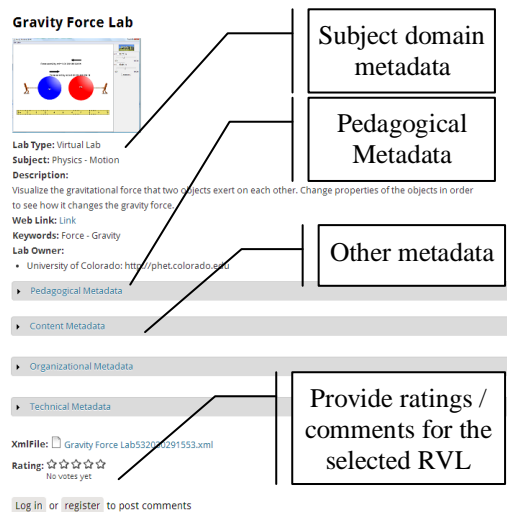 Gravity Force Lab
Subject domain
metadata
Pedagogical
Metadata
Lab Type: Virtual Lab
Subject: Physics - Motion
Description:
Visualize the gravitational force that two objects exert on each other. Change properties of the objects in order
to see how it changes the gravity force.
Web Link: Link
Keywords: Force - Gravity
Lab Owner:
• University of Colorado: http://phet.colorado.edu
Other metadata
Pedagogical Metadata
Content Metadata
Organizational Metadata
Technical Metadata
Provide ratings /
comments for the
selected RVL
XmlFile: Gravity Force Lab532030291553.xml
Rating:
No votes yet
Log in or register to post comments